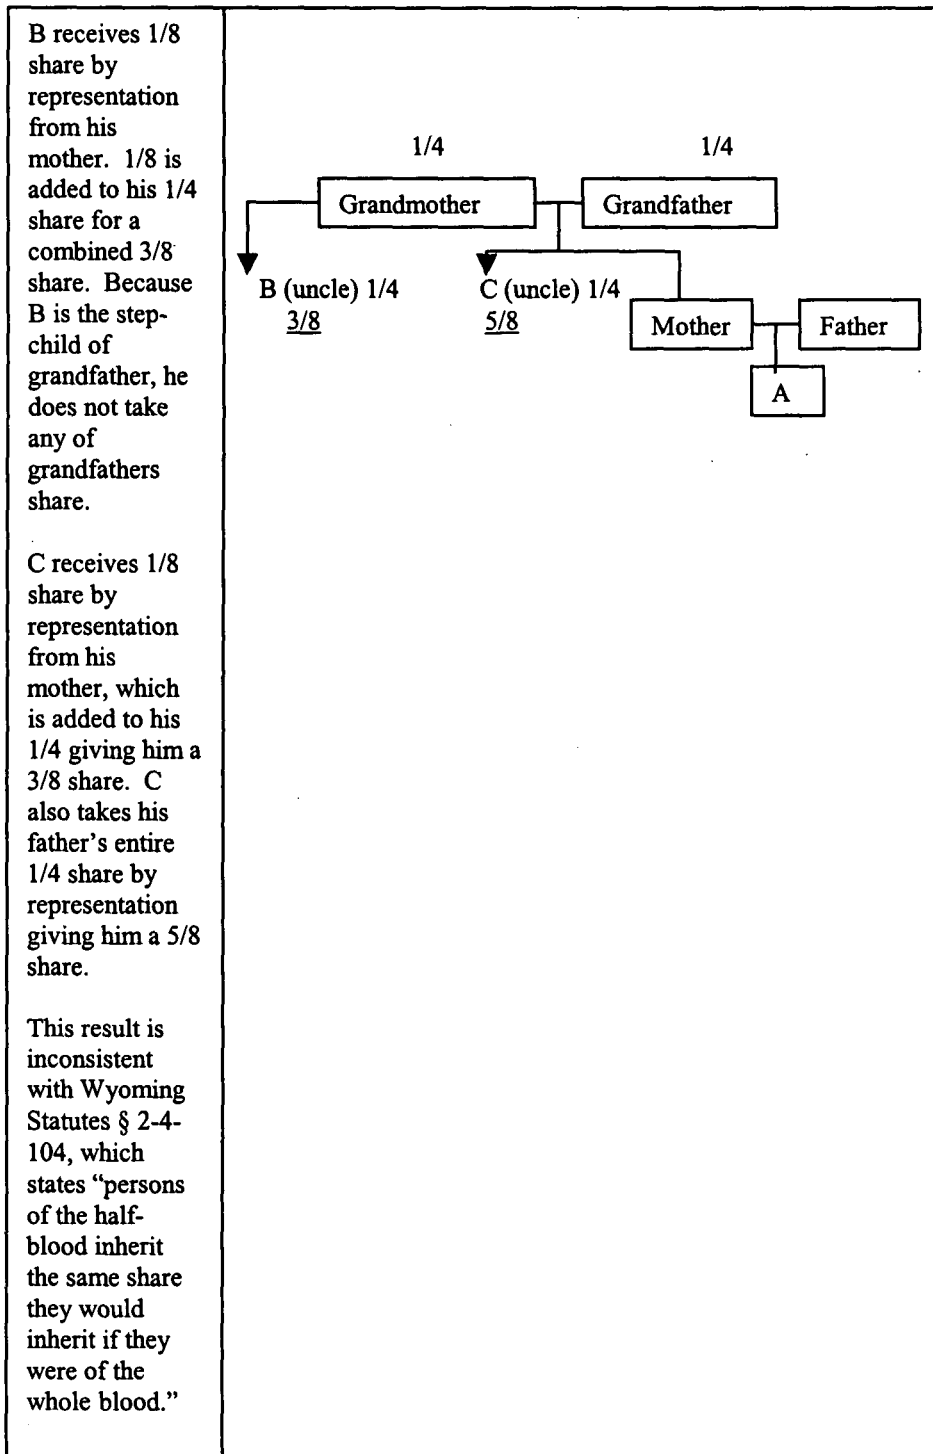 B receives 1/8
share by
representation
from his
mother. 1/8 is
added to his 1/4
share for a
combined 3/8
share. Because
B is the step-
child of
grandfather, he
does not take
any of
grandfathers
share.
C receives 1/8
share by
representation
from his
mother, which
is added to his
1/4 giving him a
3/8 share. C
also takes his
father's entire
1/4 share by
representation
giving him a 5/8
share.
This result is
inconsistent
with Wyoming
Statutes § 2-4-
104, which
states "persons
of the half-
blood inherit
the same share
they would
inherit if they
were of the
whole blood."
1/4 1/4
Grandmother Grandfather
B (uncle) 1/4 C (uncle) 1/4
3/8 5/8
Mother Father
A